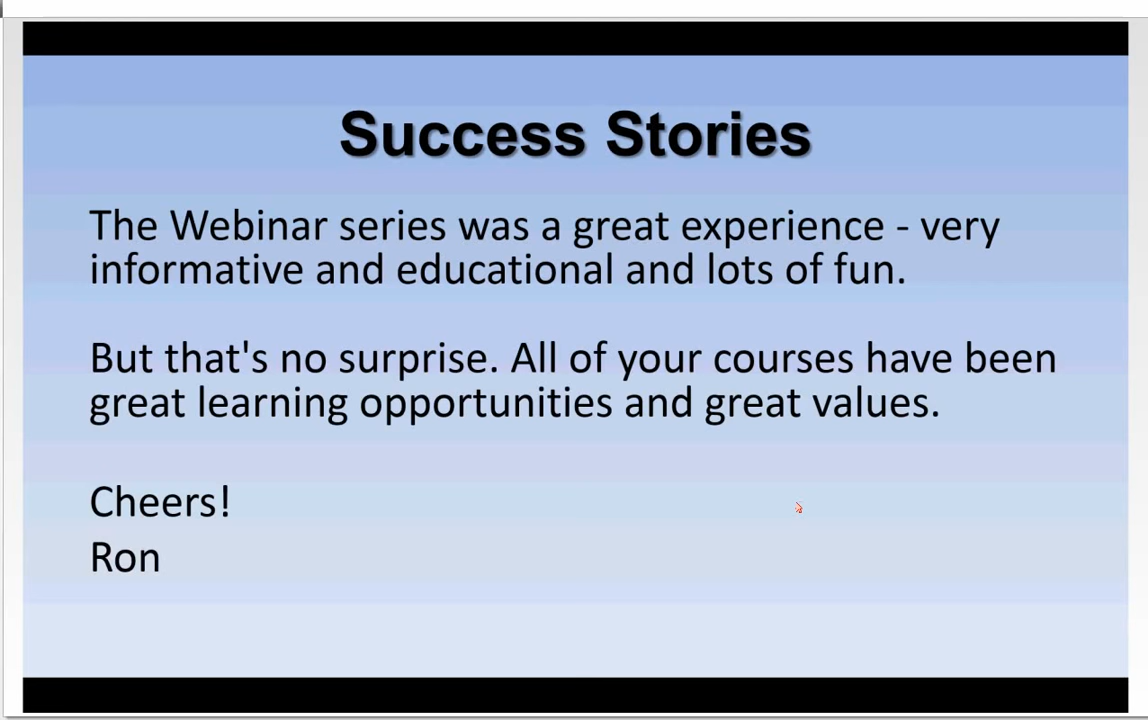 Success Stories
The Webinar series was a great experience - very
informative and educational and lots of fun.
But that's no surprise. All of your courses have been
great learning opportunities and great values.
Cheers!
Ron